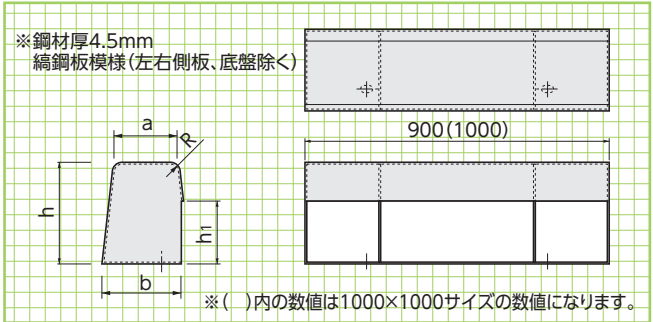 ※鋼材厚4.5mm
縞鋼板模様(左右側板、底盤除く)
a
R
900(1000)
h
h1
b
※( )内の数値は1000×1000サイズの数値になります。